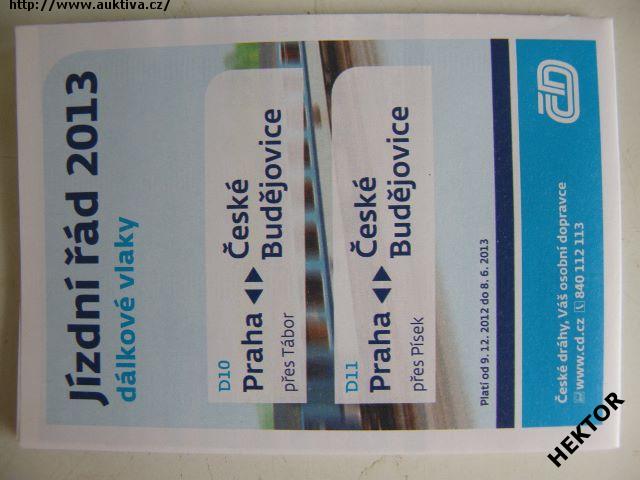 http://www.auktiva.cz/
Jízdní řád 2013
dálkové vlaky
D10
Praha ◄► České
Budějovice
přes Tábor
D11
Praha ◄► České
Budějovice
přes Písek
Platí od 9. 12. 2012 do 8. 6. 2013
České dráhy, Váš osobní dopravce
www.cd.cz 840 112 113
ČD
HEKTOR